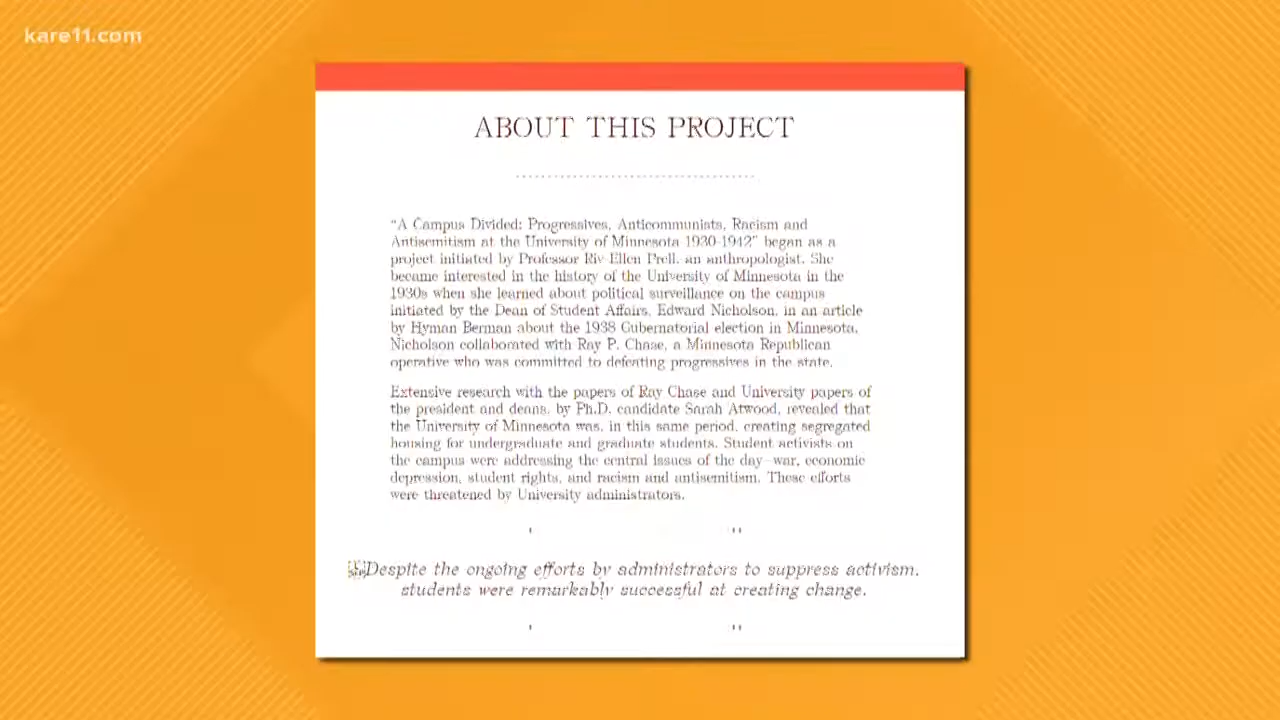 kare11.com
ABOUT THIS PROJECT
"A Campus Divided: Progressives, Anticommunists, Racism and
Antisemitism at the University of Minnesota 1930-1942" began as a
project initiated by Professor Riv-Ellen Prell, an anthropologist. She
became interested in the history of the University of Minnesota in the
1930s when she learned about political surveillance on the campus
initiated by the Dean of Student Affairs, Edward Nicholson, in an article
by Hyman Berman about the 1938 Gubernatorial election in Minnesota.
Nicholson collaborated with Ray P. Chase, a Minnesota Republican
operative who was committed to defeating progressives in the state.
Extensive research with the papers of Ray Chase and University papers of
the president and deans, by Ph.D. candidate Sarah Atwood, revealed that
the University of Minnesota was, in this same period, creating segregated
housing for undergraduate and graduate students. Student activists on
the campus were addressing the central issues of the day—war, economic
depression, student rights, and racism and antisemitism. These efforts
were threatened by University administrators.
Despite the ongoing efforts by administrators to suppress activism,
students were remarkably successful at creating change.